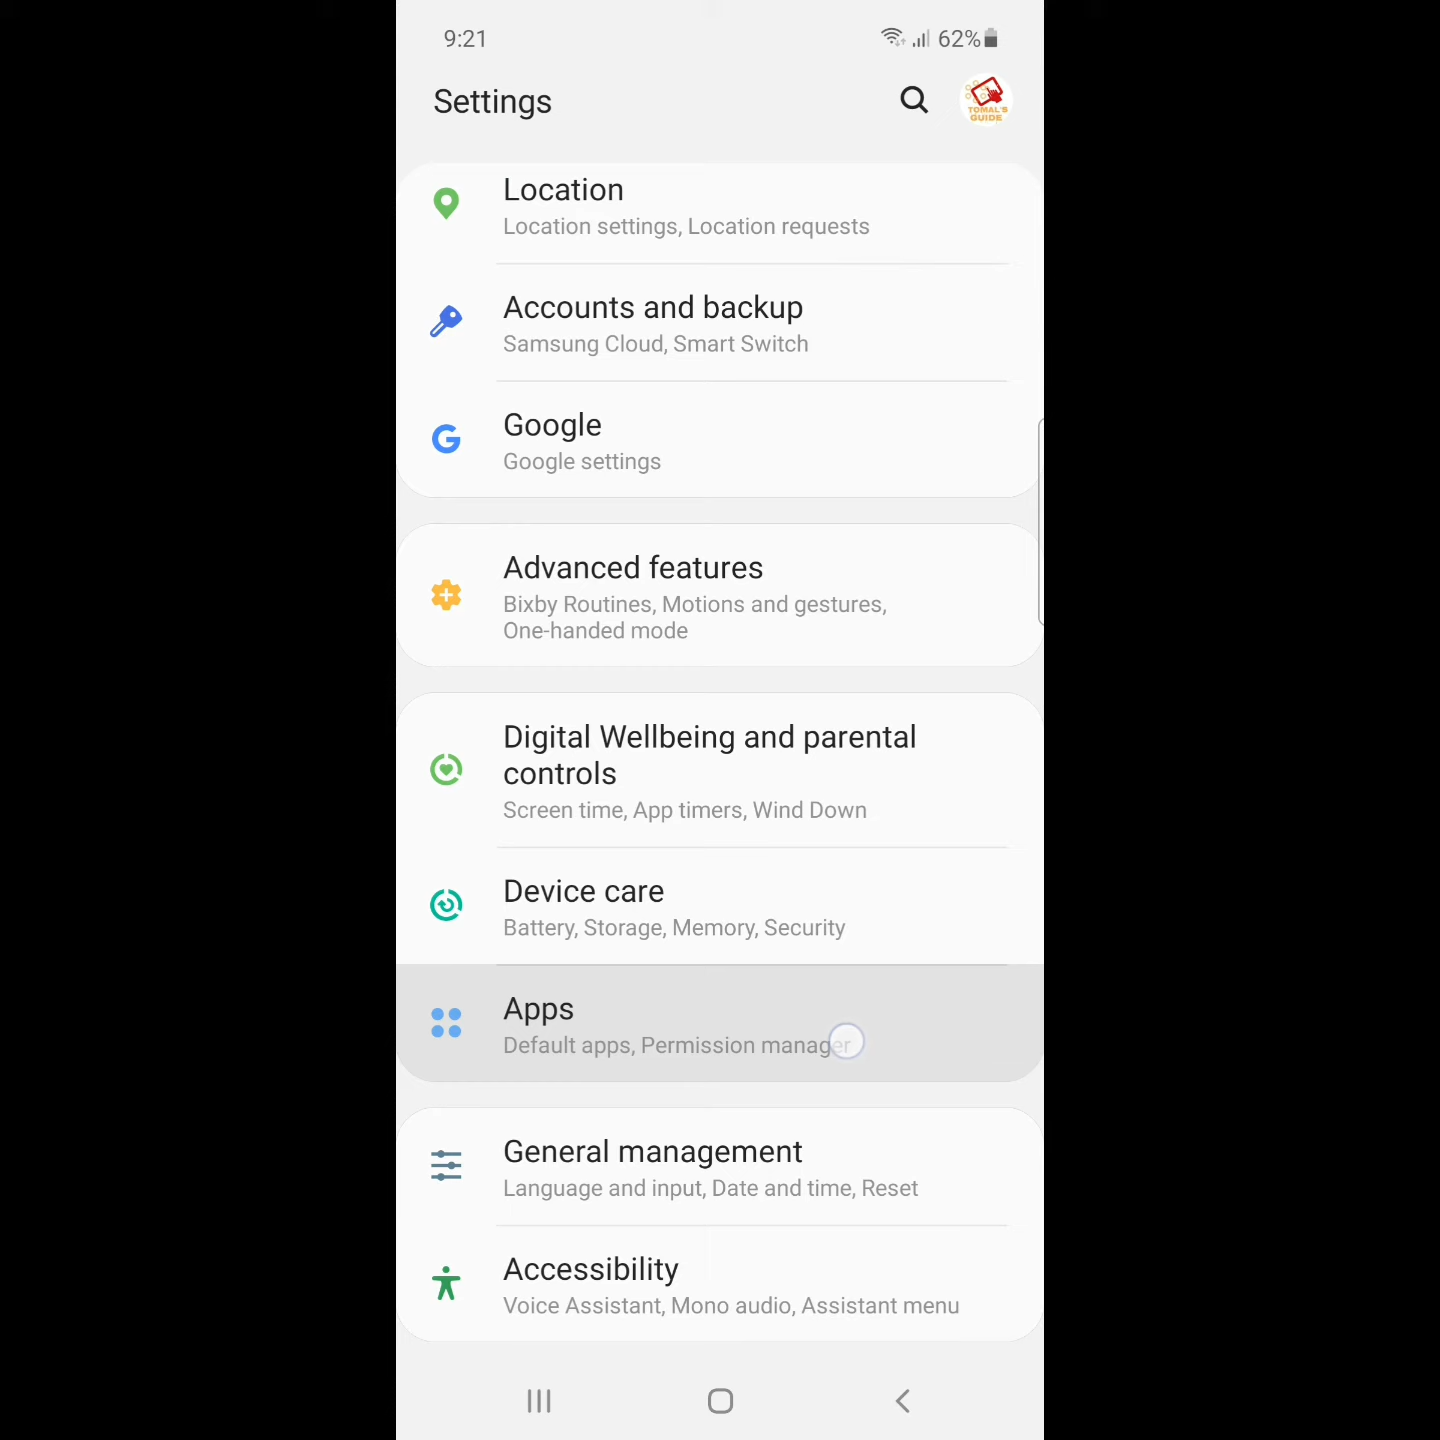 9:21
62%
Settings
TOMAL'S
GUIDE
Location
Location settings, Location requests
Accounts and backup
Samsung Cloud, Smart Switch
Google
Google settings
Advanced features
Bixby Routines, Motions and gestures,
One-handed mode
Digital Wellbeing and parental
controls
Screen time, App timers, Wind Down
Device care
Battery, Storage, Memory, Security
Apps
Default apps, Permission manager
General management
Language and input, Date and time, Reset
Accessibility
Voice Assistant, Mono audio, Assistant menu